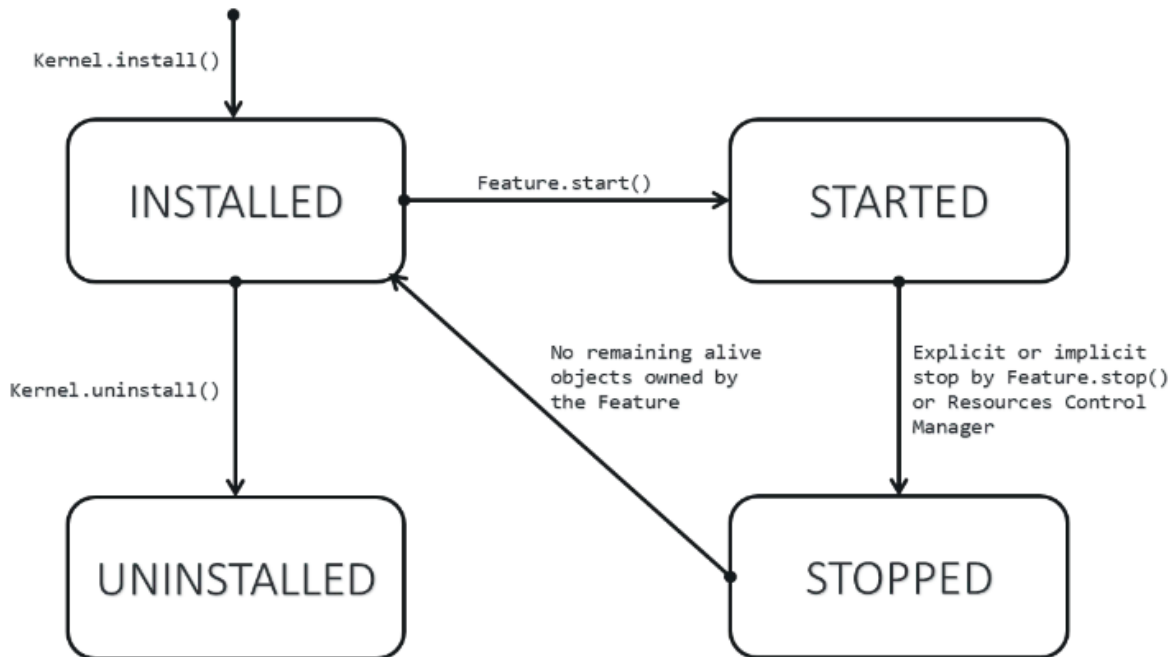 Kernel.install()
INSTALLED
Feature.start()
STARTED
Kernel.uninstall()
No remaining alive
objects owned by
the Feature
Explicit or implicit
stop by Feature.stop()
or Resources Control
Manager
UNINSTALLED
STOPPED